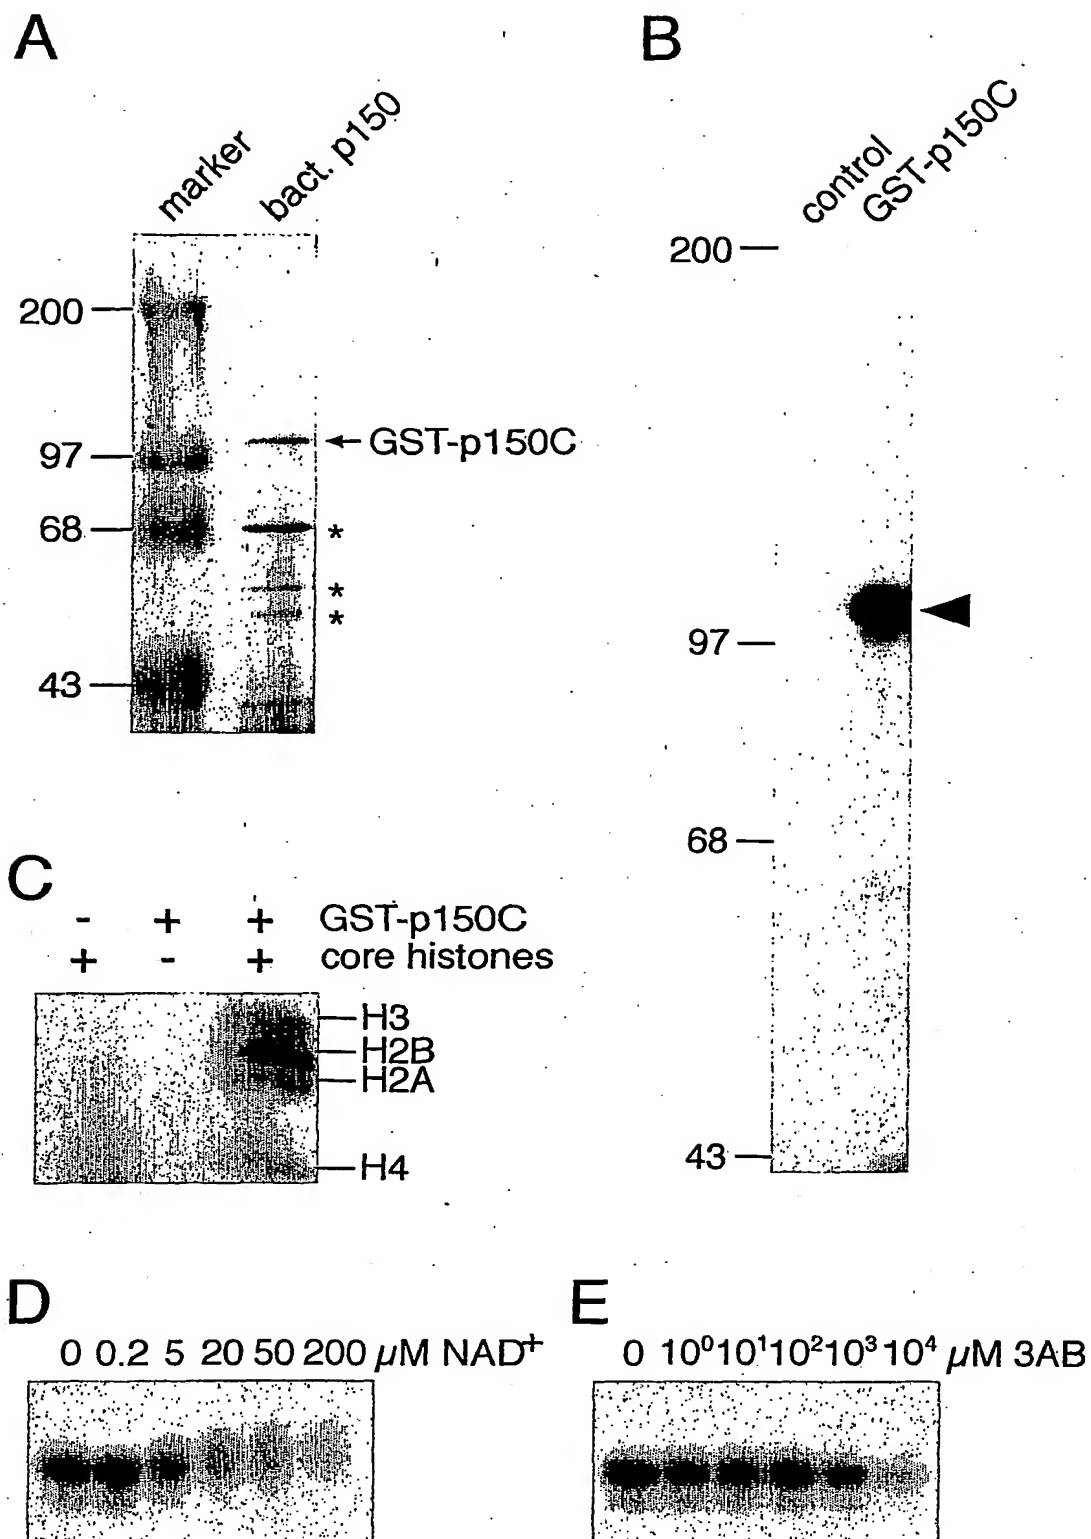 A
marker
bact. p150
200
97
68
43
GST-p150C
*
*
*
B
control
GST-p150C
200
97
68
43
C
- + + GST-p150C
+ - + core histones
H3
H2B
H2A
H4
D
0 0.2 5 20 50 200 µM NAD⁺
E
0 10⁰ 10¹ 10² 10³ 10⁴ µM 3AB